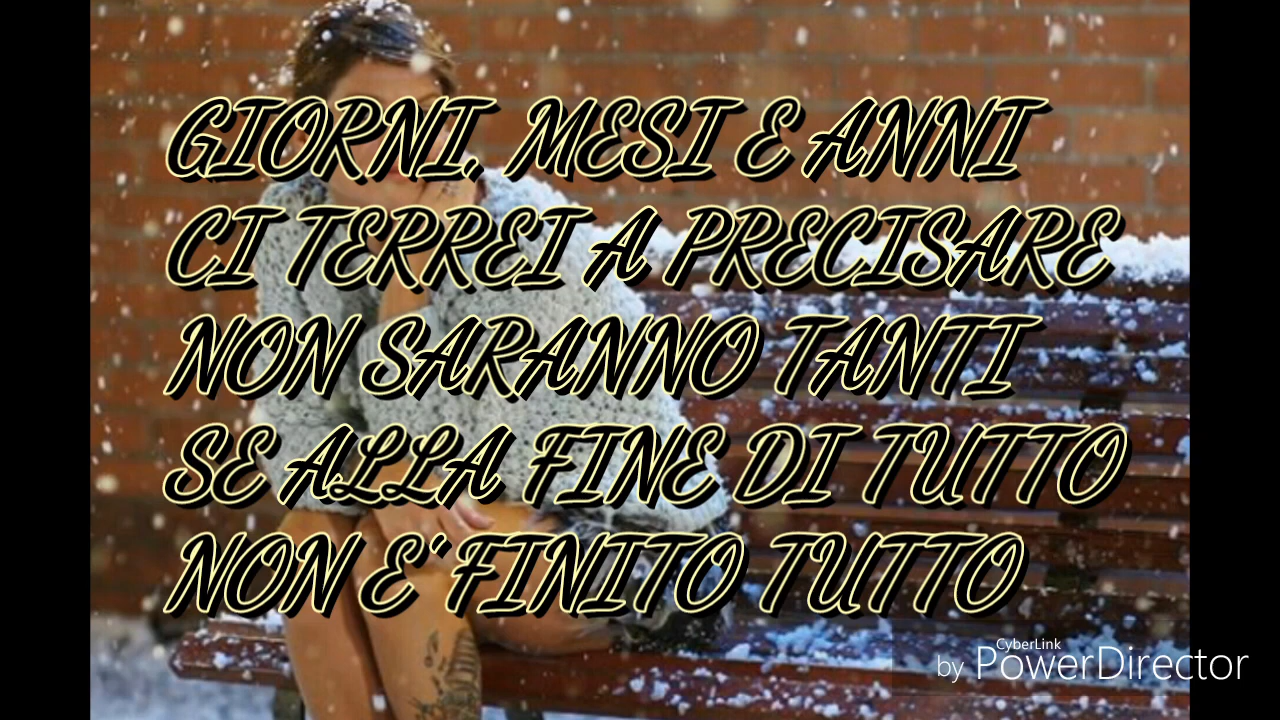 GIORNI, MESI E ANNI
CI TERREI A PRECISARE
NON SARANNO TANTI
SE ALLA FINE DI TUTTO
NON E' FINITO TUTTO
CyberLink
by PowerDirector